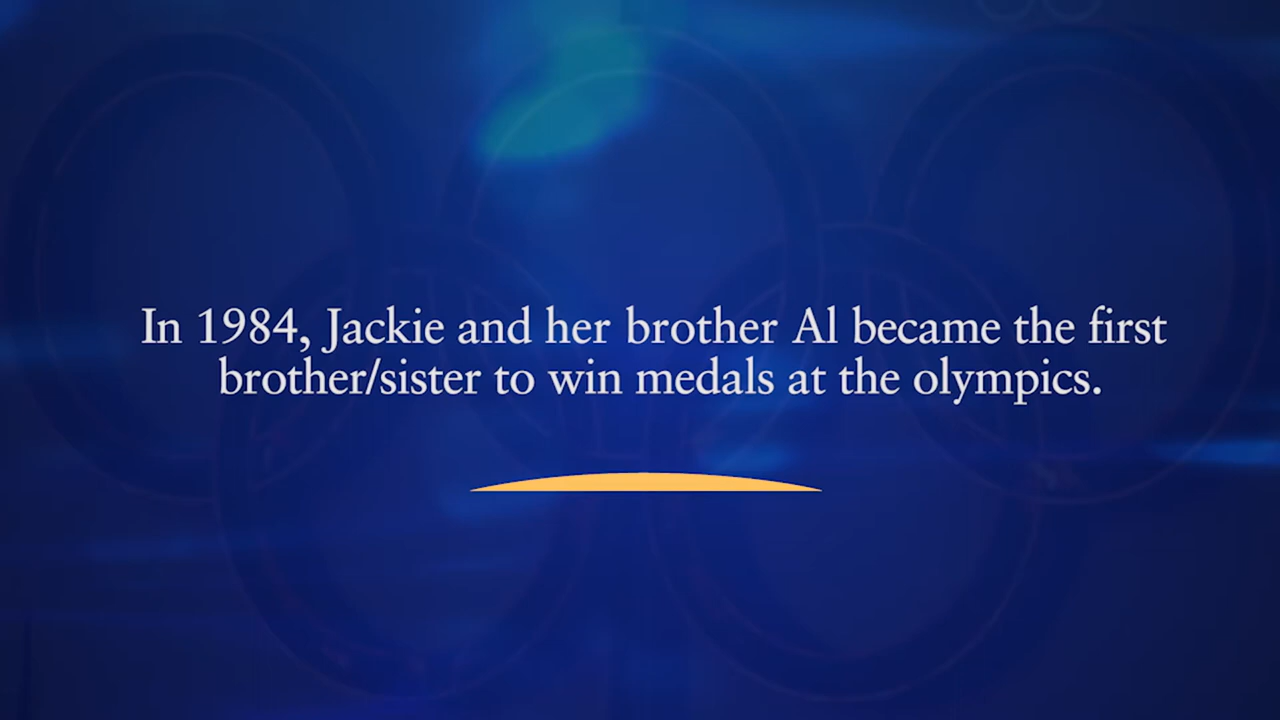 In 1984, Jackie and her brother Al became the first
brother/sister to win medals at the olympics.